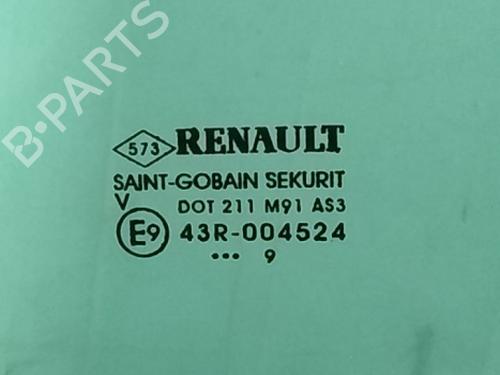 B-PARTS
573 RENAULT
SAINT-GOBAIN SEKURIT
V DOT 211 M91 AS3
E9 43R-004524
••• 9